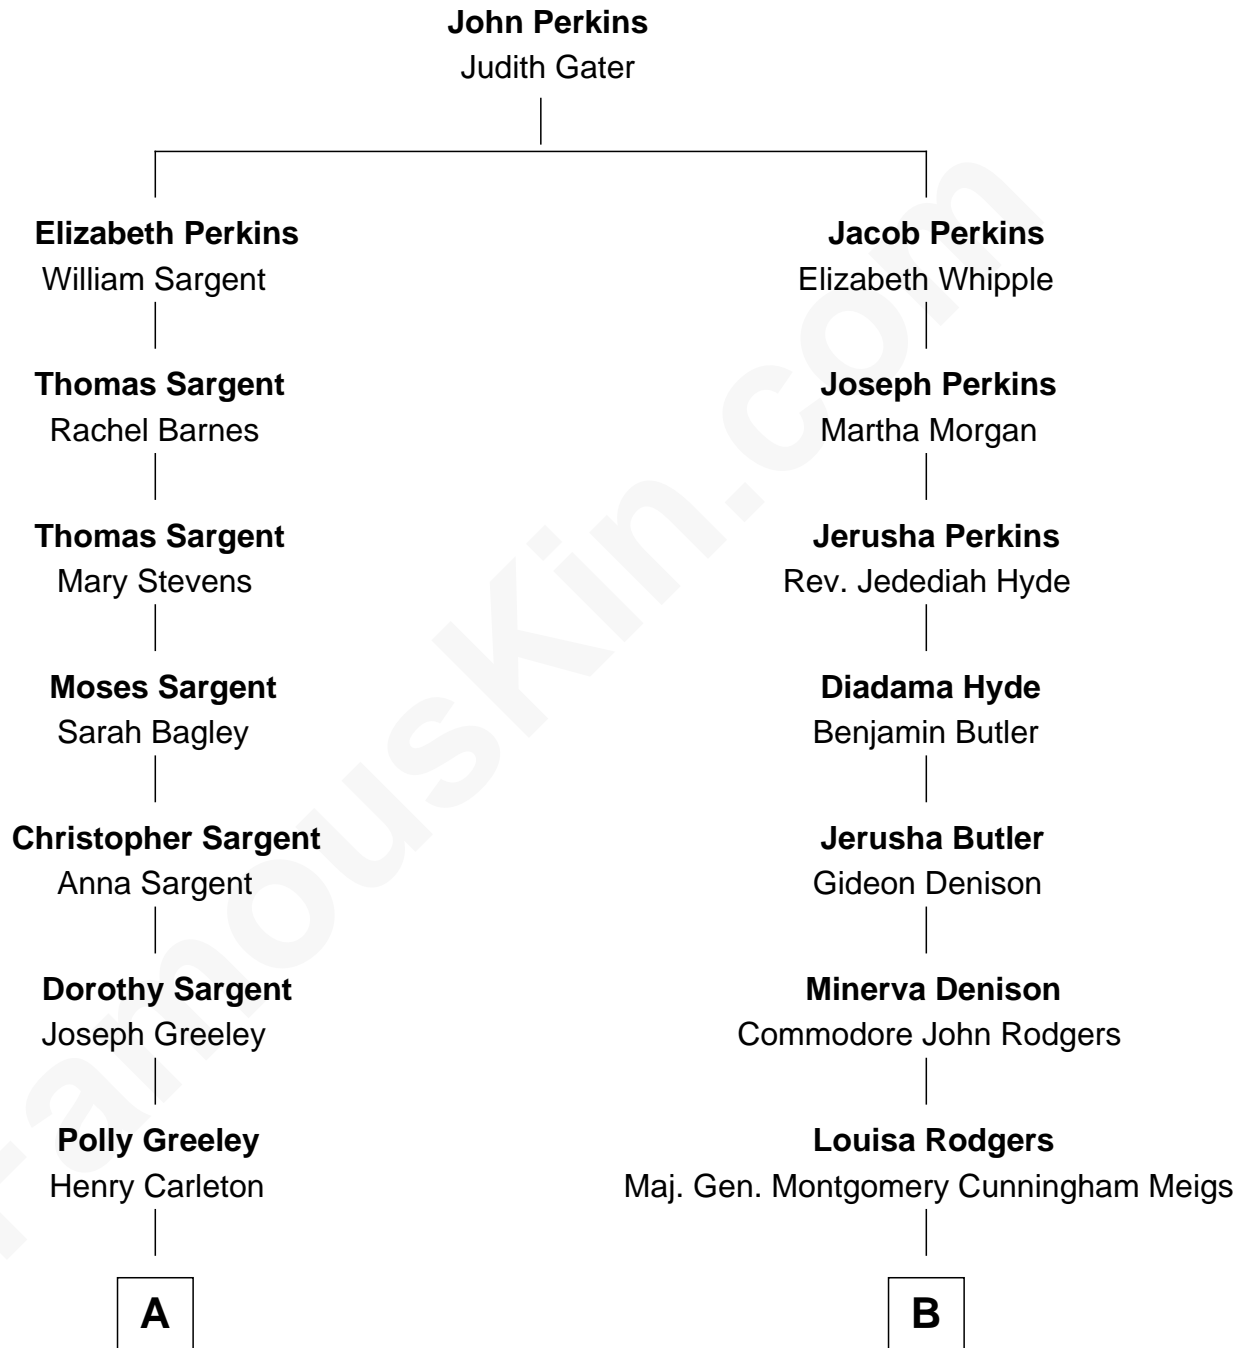 John Perkins
Judith Gater
Elizabeth Perkins
William Sargent
Jacob Perkins
Elizabeth Whipple
Thomas Sargent
Rachel Barnes
Joseph Perkins
Martha Morgan
Thomas Sargent
Mary Stevens
Jerusha Perkins
Rev. Jedediah Hyde
Moses Sargent
Sarah Bagley
Diadama Hyde
Benjamin Butler
Christopher Sargent
Anna Sargent
Jerusha Butler
Gideon Denison
Dorothy Sargent
Joseph Greeley
Minerva Denison
Commodore John Rodgers
Polly Greeley
Henry Carleton
Louisa Rodgers
Maj. Gen. Montgomery Cunningham Meigs
A
B
FamousKin.com